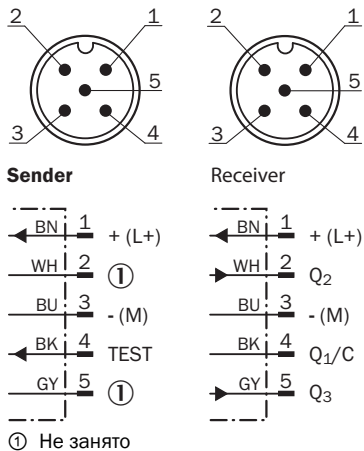 2 1
5
3 4
2 1
5
3 4
Sender
BN 1 + (L+)
WH 2 ①
BU 3 - (M)
BK 4 TEST
GY 5 ①
Receiver
BN 1 + (L+)
WH 2 Q2
BU 3 - (M)
BK 4 Q1/C
GY 5 Q3
① Не занято